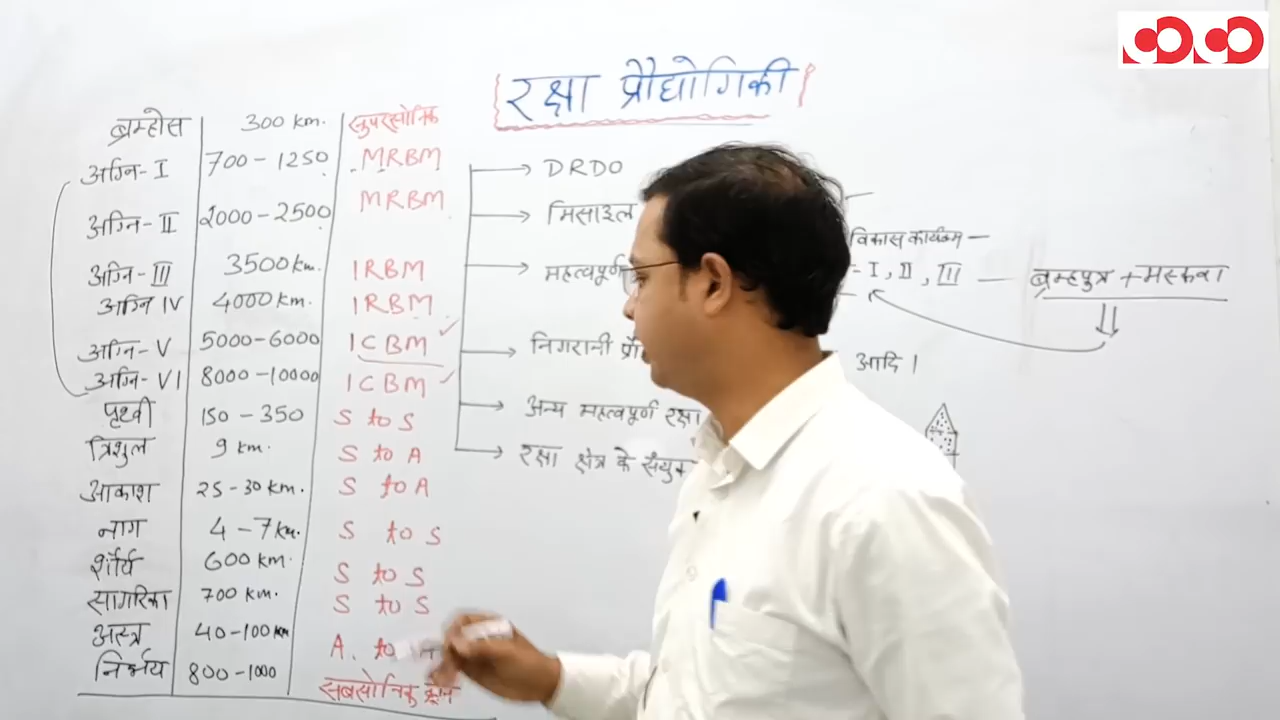 रक्षा प्रौद्योगिकी
ब्रम्होस 300 km. सुपरसोनिक
अग्नि-I 700-1250 MRBM
अग्नि-II 2000-2500 MRBM
अग्नि-III 3500km. IRBM
अग्नि IV 4000km. IRBM
अग्नि-V 5000-6000 ICBM
अग्नि-VI 8000-10000 ICBM
पृथ्वी 150-350 S to S
त्रिशुल 9 km. S to A
आकाश 25-30 km. S to A
नाग 4-7 km. S to S
शौर्य 600 km. S to S
सागरिका 700 km. S to S
अस्त्र 40-100 km A. to
निर्भय 800-1000 सबसोनिक
→ DRDO
→ मिसाइल
→ महत्वपूर्ण
विकास कार्यक्रम -
- I, II, III - ब्रम्हपुत्र + मस्कवा
→ निगरानी
आदि।
→ अन्य महत्वपूर्ण रक्षा
→ रक्षा क्षेत्र के